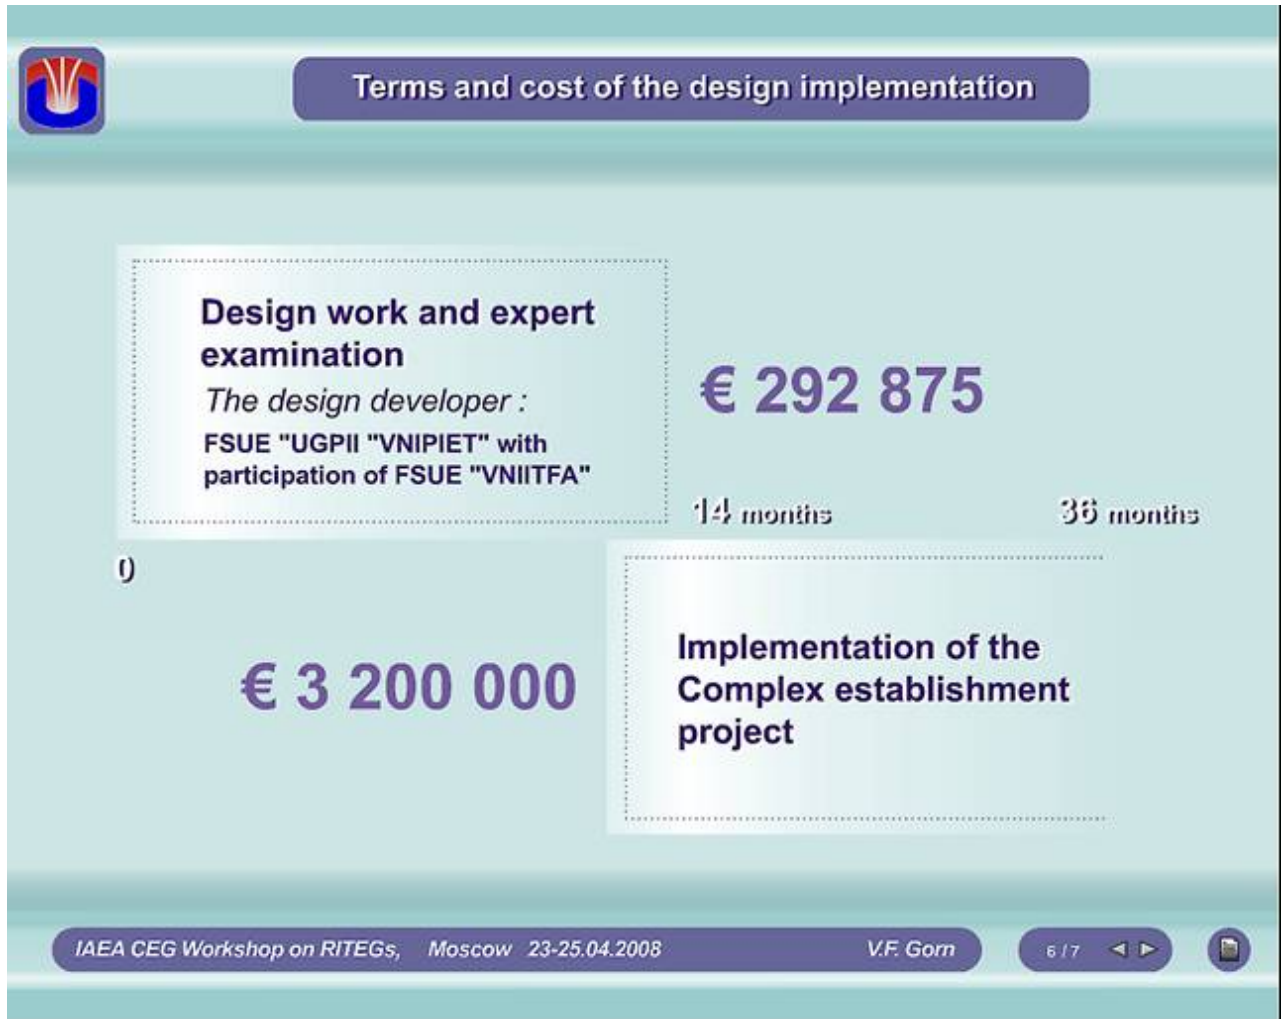 Terms and cost of the design implementation
Design work and expert
examination
The design developer :
FSUE "UGPII "VNIPIET" with
participation of FSUE "VNIITFA"
€ 292 875
14 months
36 months
0
€ 3 200 000
Implementation of the
Complex establishment
project
IAEA CEG Workshop on RITEGs, Moscow 23-25.04.2008
V.F. Gorn
6 / 7